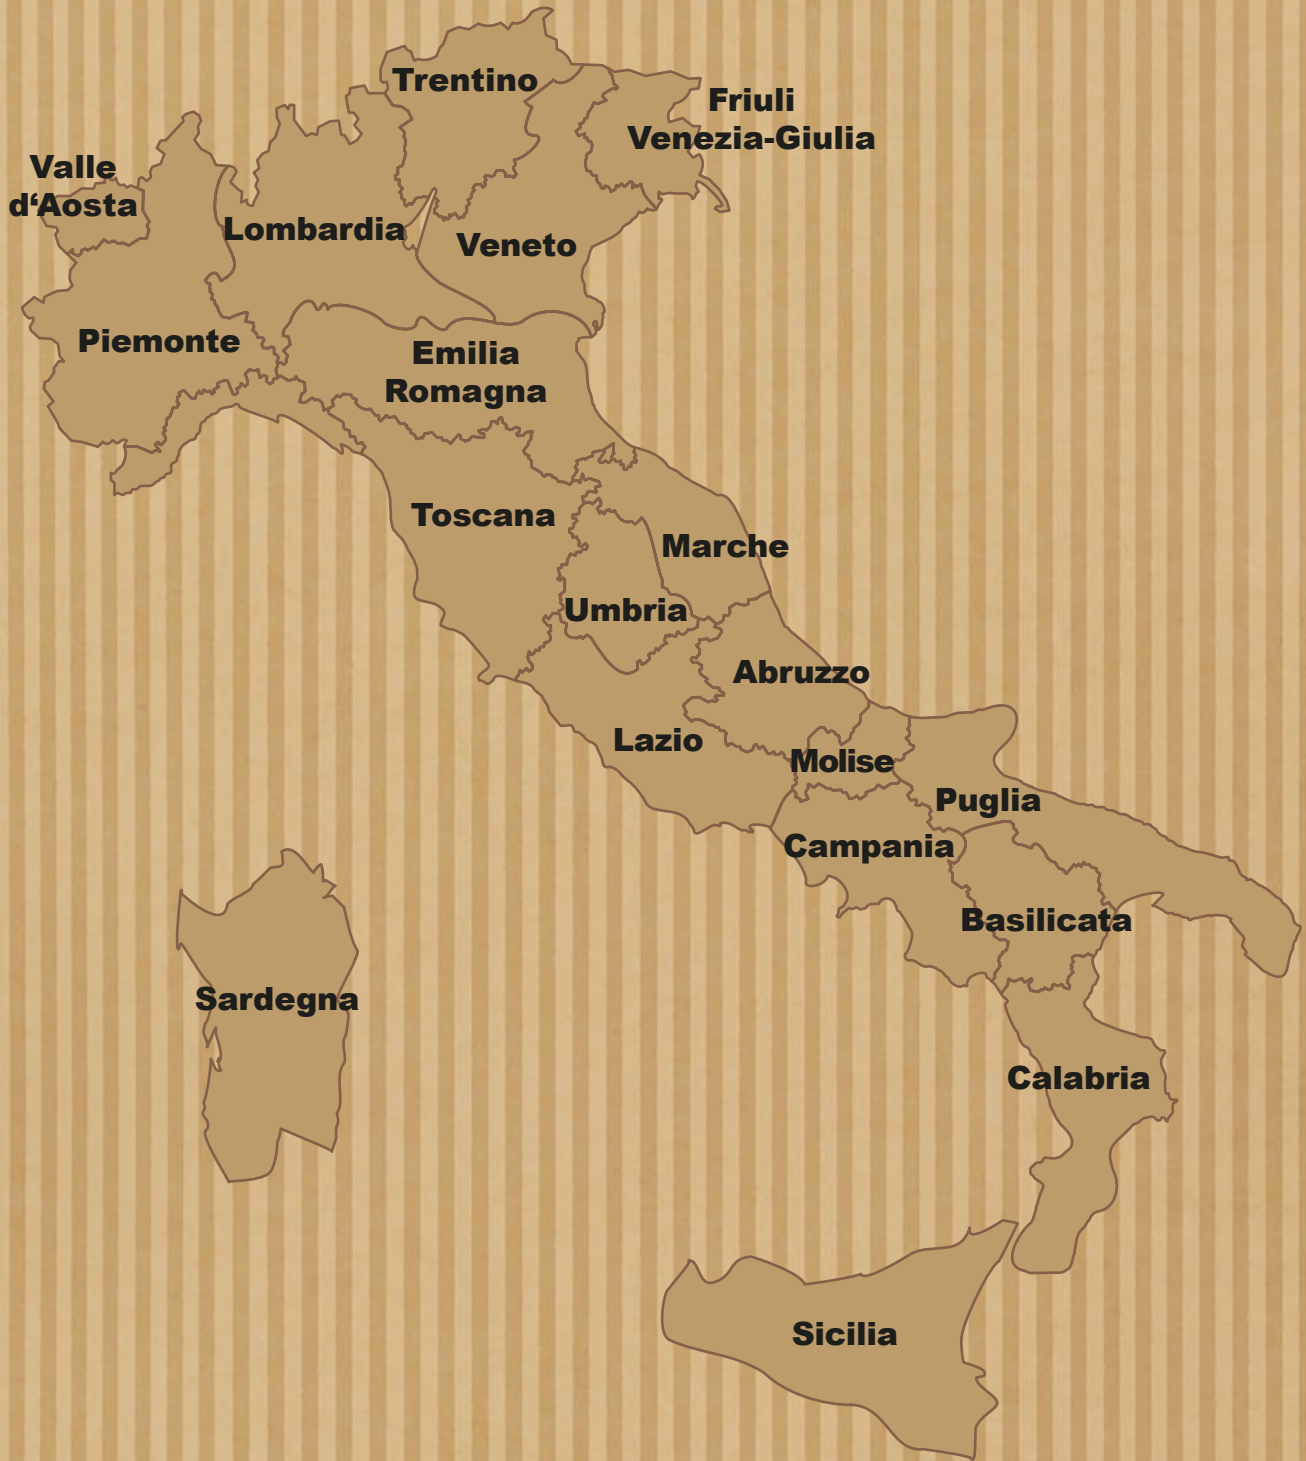 Trentino
Friuli
Venezia-Giulia
Valle
d‘Aosta
Lombardia
Veneto
Piemonte
Emilia
Romagna
Toscana
Marche
Umbria
Abruzzo
Lazio
Molise
Puglia
Campania
Basilicata
Sardegna
Calabria
Sicilia